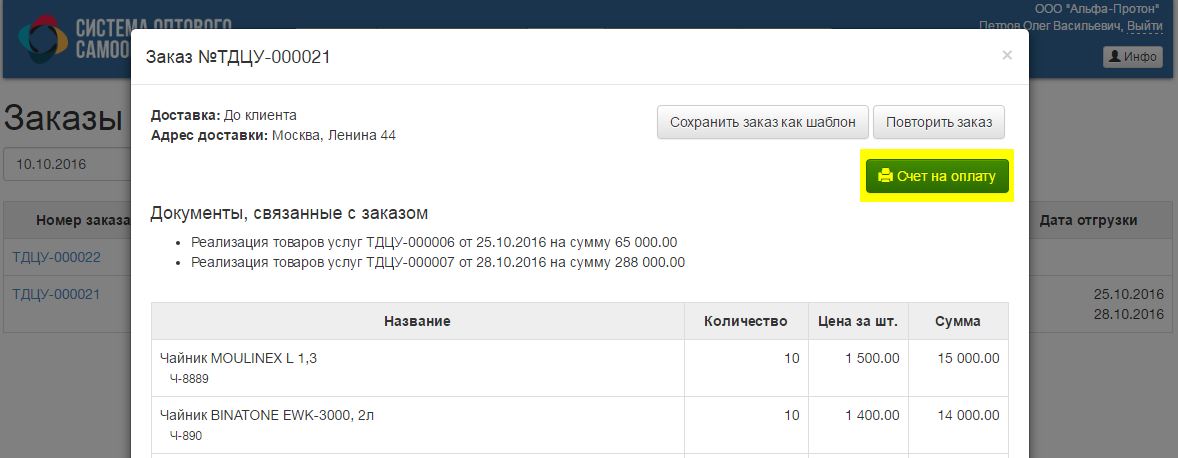 ООО "Альфа-Протон"
СИСТЕМА ОПТОВОГО
Петров Олег Васильевич, Выйти
Заказ №ТДЦУ-000021
×
Инфо
Заказы
Доставка: До клиента
Адрес доставки: Москва, Ленина 44
Сохранить заказ как шаблон
Повторить заказ
10.10.2016
Счет на оплату
Документы, связанные с заказом
Номер заказа
Дата отгрузки
Реализация товаров услуг ТДЦУ-000006 от 25.10.2016 на сумму 65 000.00
Реализация товаров услуг ТДЦУ-000007 от 28.10.2016 на сумму 288 000.00
ТДЦУ-000022
ТДЦУ-000021
25.10.2016
28.10.2016
Название Количество Цена за шт. Сумма
Чайник MOULINEX L 1,3 10 1 500.00 15 000.00
Ч-8889
Чайник BINATONE EWK-3000, 2л 10 1 400.00 14 000.00
Ч-890